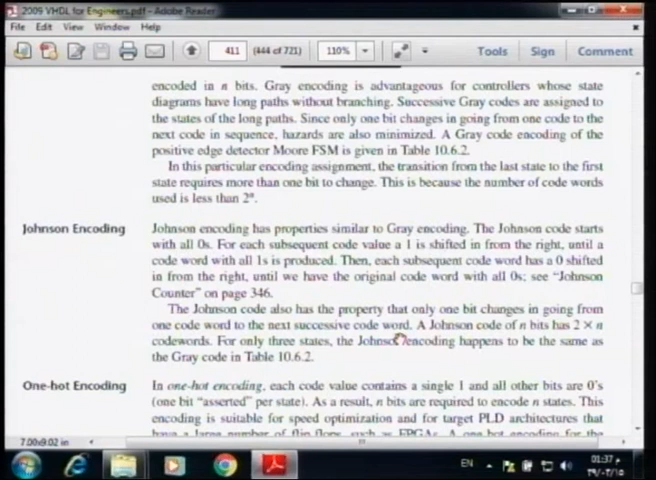 2009 VHDL for Engineers.pdf - Adobe Reader
File Edit View Window Help
411 (444 of 721) 110% Tools Sign Comment
encoded in n bits. Gray encoding is advantageous for controllers whose state
diagrams have long paths without branching. Successive Gray codes are assigned to
the states of the long paths. Since only one bit changes in going from one code to the
next code in sequence, hazards are also minimized. A Gray code encoding of the
positive edge detector Moore FSM is given in Table 10.6.2.
In this particular encoding assignment, the transition from the last state to the first
state requires more than one bit to change. This is because the number of code words
used is less than 2ⁿ.
Johnson Encoding
Johnson encoding has properties similar to Gray encoding. The Johnson code starts
with all 0s. For each subsequent code value a 1 is shifted in from the right, until a
code word with all 1s is produced. Then, each subsequent code word has a 0 shifted
in from the right, until we have the original code word with all 0s; see "Johnson
Counter" on page 346.
The Johnson code also has the property that only one bit changes in going from
one code word to the next successive code word. A Johnson code of n bits has 2 × n
codewords. For only three states, the Johnson encoding happens to be the same as
the Gray code in Table 10.6.2.
One-hot Encoding
In one-hot encoding, each code value contains a single 1 and all other bits are 0's
(one bit "asserted" per state). As a result, n bits are required to encode n states. This
encoding is suitable for speed optimization and for target PLD architectures that
have a large number of flip flops, such as FPGAs. A one hot encoding for the
7.00x9.02 in
EN
01:37 م